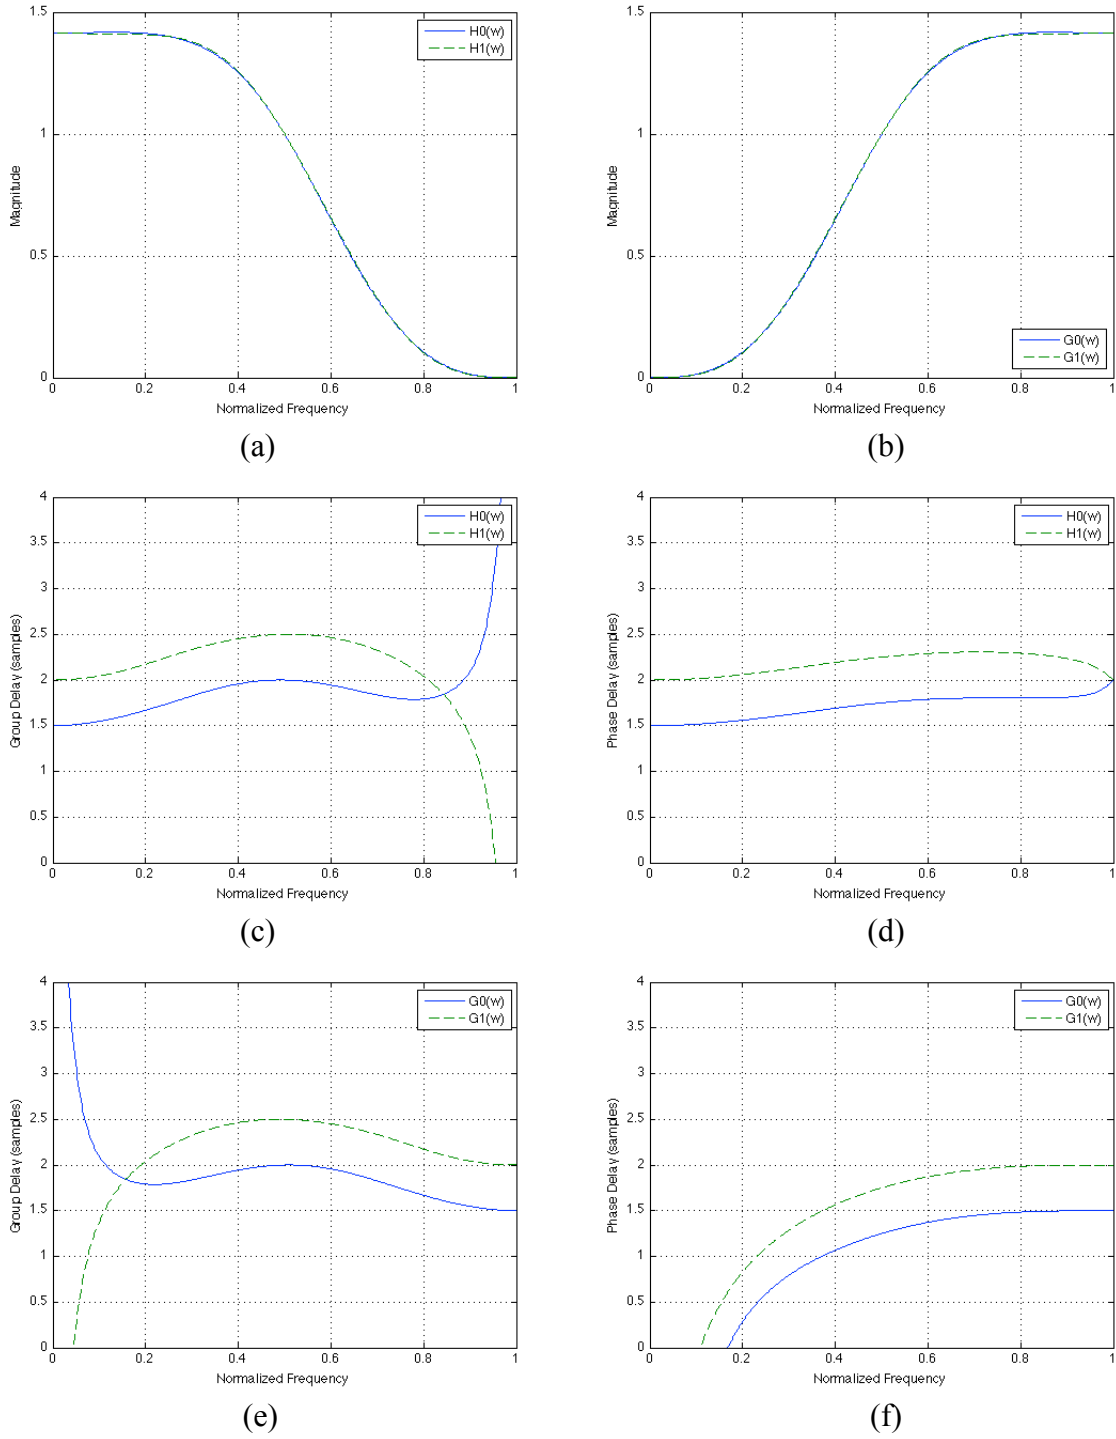 1.5
1
0.5
0
Magnitude
0 0.2 0.4 0.6 0.8 1
Normalized Frequency
H0(w)
H1(w)
(a)
1.5
1
0.5
0
Magnitude
0 0.2 0.4 0.6 0.8 1
Normalized Frequency
G0(w)
G1(w)
(b)
4
3.5
3
2.5
2
1.5
1
0.5
0
Group Delay (samples)
0 0.2 0.4 0.6 0.8 1
Normalized Frequency
H0(w)
H1(w)
(c)
4
3.5
3
2.5
2
1.5
1
0.5
0
Phase Delay (samples)
0 0.2 0.4 0.6 0.8 1
Normalized Frequency
H0(w)
H1(w)
(d)
4
3.5
3
2.5
2
1.5
1
0.5
0
Group Delay (samples)
0 0.2 0.4 0.6 0.8 1
Normalized Frequency
G0(w)
G1(w)
(e)
4
3.5
3
2.5
2
1.5
1
0.5
0
Phase Delay (samples)
0 0.2 0.4 0.6 0.8 1
Normalized Frequency
G0(w)
G1(w)
(f)